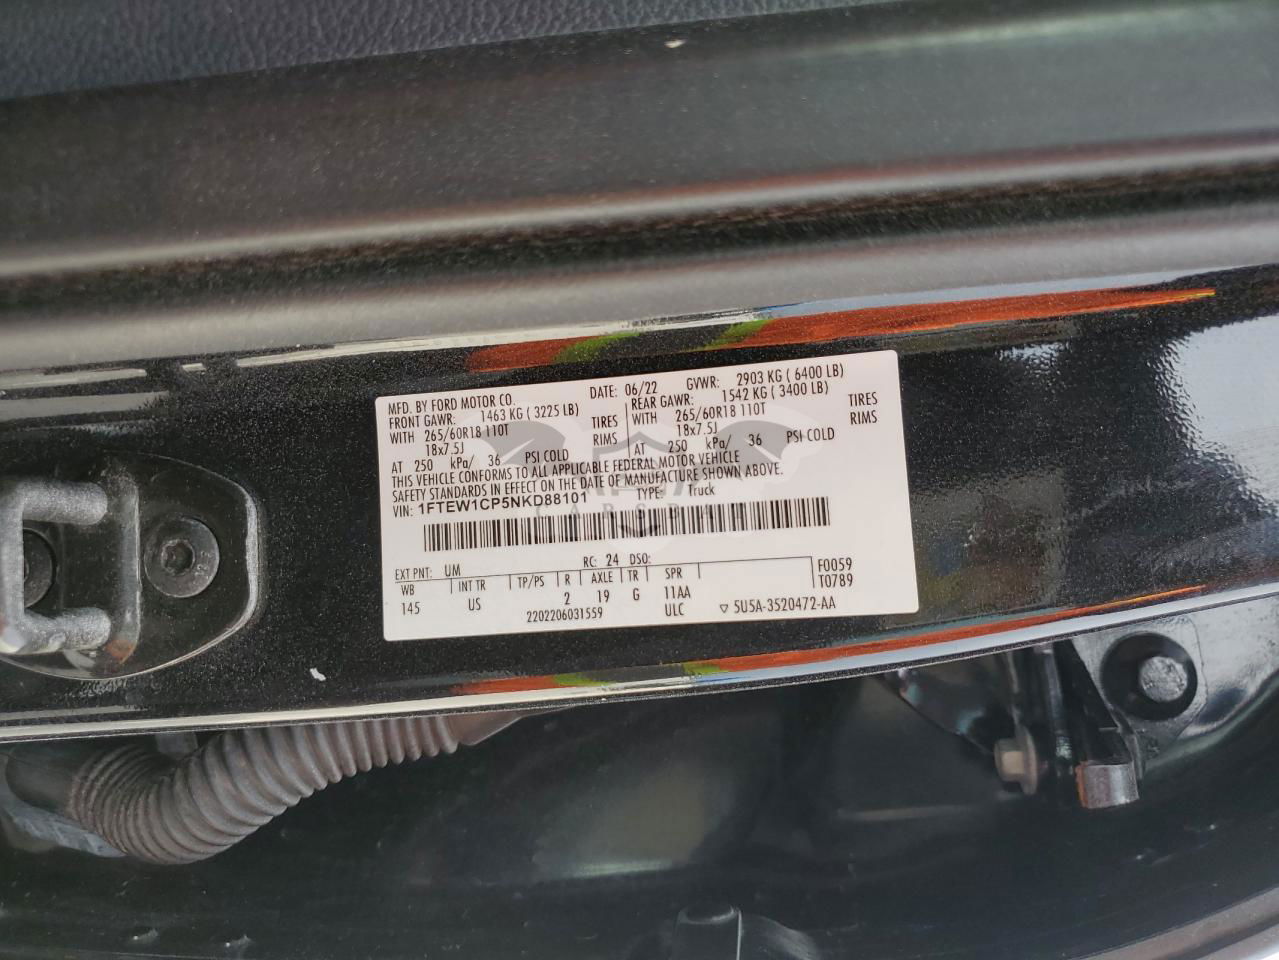 MFD. BY FORD MOTOR CO. DATE: 06/22 GVWR: 2903 KG ( 6400 LB)
FRONT GAWR: 1463 KG ( 3225 LB) REAR GAWR: 1542 KG ( 3400 LB)
WITH 265/60R18 110T TIRES WITH 265/60R18 110T TIRES
18x7.5J RIMS 18x7.5J RIMS
AT 250 kPa/ 36 PSI COLD AT 250 kPa/ 36 PSI COLD
THIS VEHICLE CONFORMS TO ALL APPLICABLE FEDERAL MOTOR VEHICLE
SAFETY STANDARDS IN EFFECT ON THE DATE OF MANUFACTURE SHOWN ABOVE.
VIN: 1FTEW1CP5NKD88101 TYPE: Truck
EXT PNT: UM RC: 24 DSO: F0059
WB INT TR TP/PS R AXLE TR SPR T0789
145 US 2 19 G 11AA
2202206031559 ULC ▽ 5U5A-3520472-AA